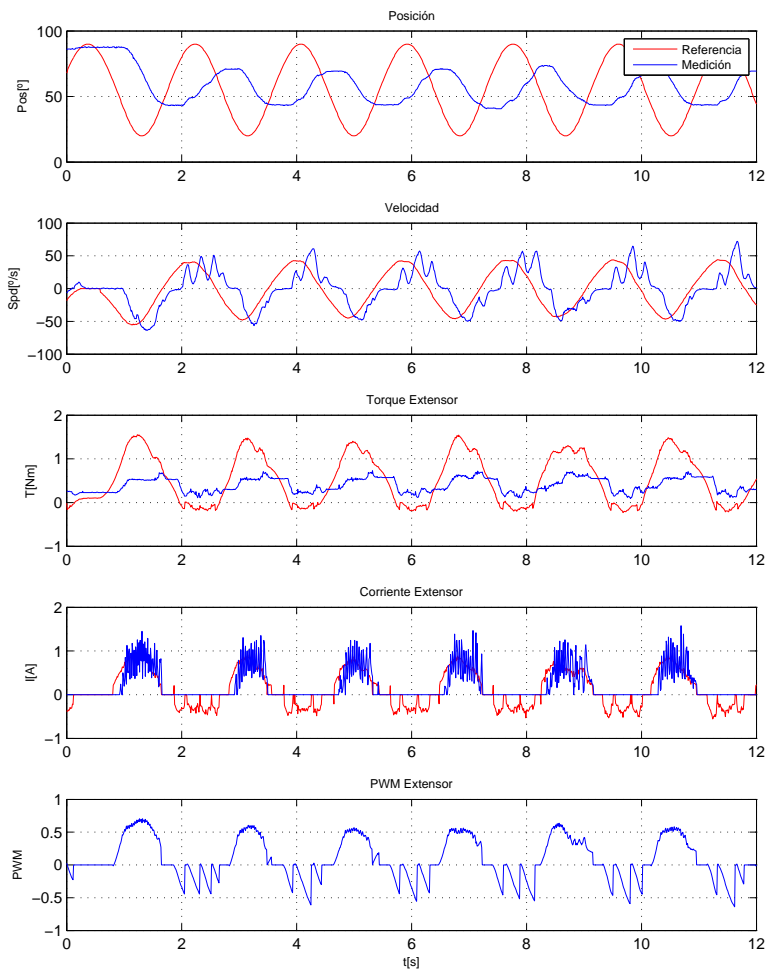 Posición
100
50
0
Pos[º]
Referencia
Medición
0 2 4 6 8 10 12
Velocidad
100
50
0
−50
−100
Spd[º/s]
0 2 4 6 8 10 12
Torque Extensor
2
1
0
−1
T[Nm]
0 2 4 6 8 10 12
Corriente Extensor
2
1
0
−1
I[A]
0 2 4 6 8 10 12
PWM Extensor
1
0.5
0
−0.5
−1
PWM
0 2 4 6 8 10 12
t[s]